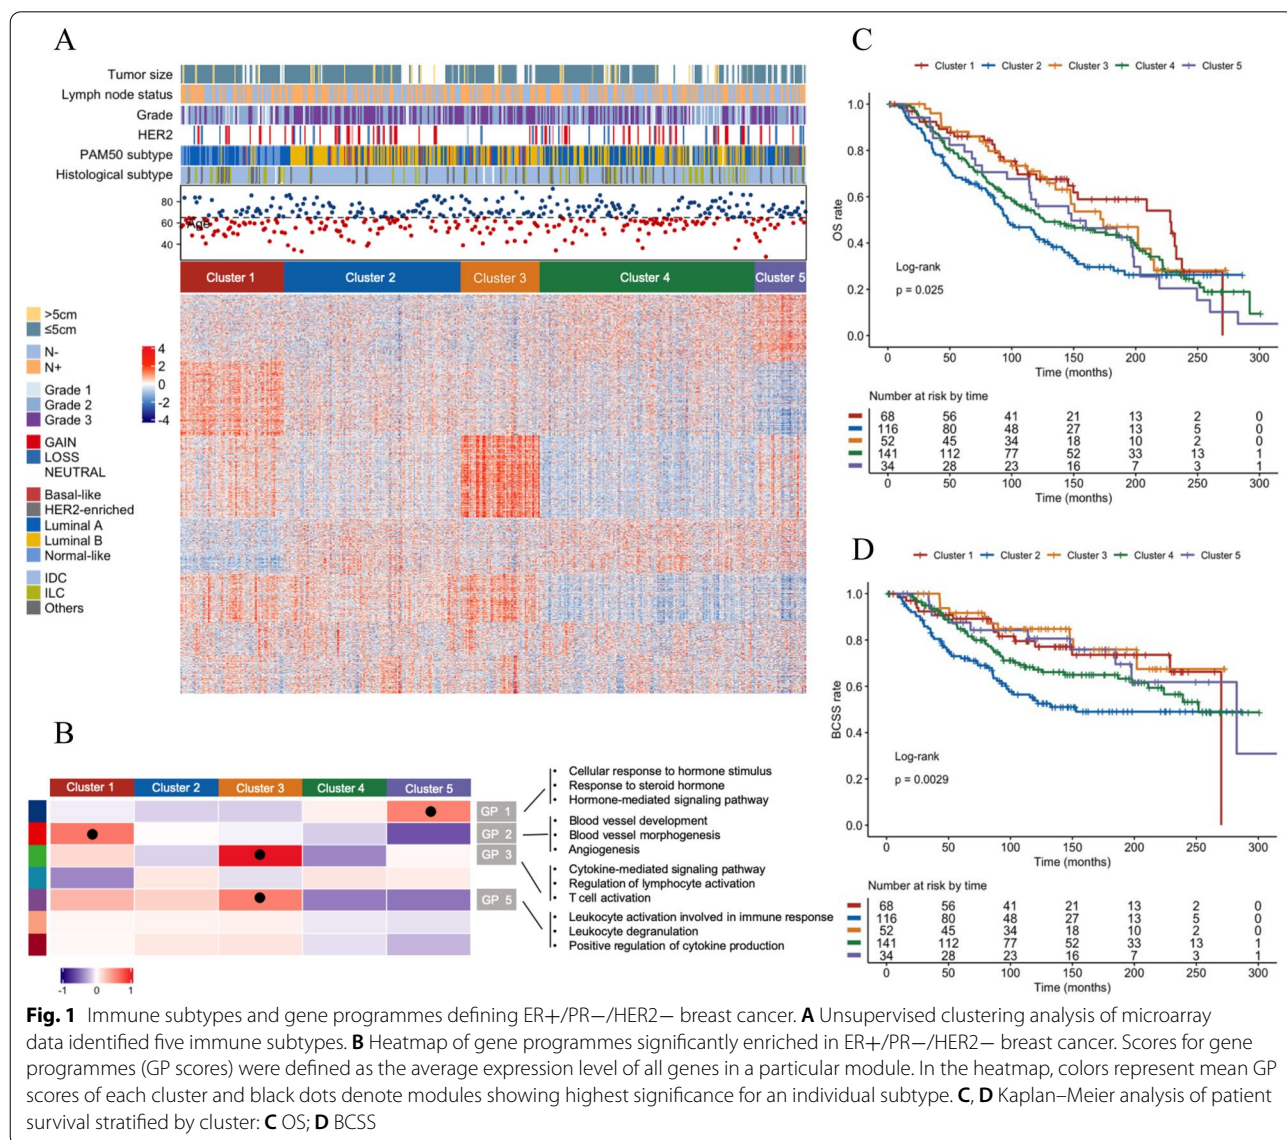 A
Tumor size
Lymph node status
Grade
HER2
PAM50 subtype
Histological subtype
80
60
40
Age
Cluster 1 Cluster 2 Cluster 3 Cluster 4 Cluster 5
>5cm
≤5cm
N-
N+
Grade 1
Grade 2
Grade 3
GAIN
LOSS
NEUTRAL
Basal-like
HER2-enriched
Luminal A
Luminal B
Normal-like
IDC
ILC
Others
4
2
0
-2
-4
B
Cluster 1 Cluster 2 Cluster 3 Cluster 4 Cluster 5
GP 1
GP 2
GP 3
GP 5
• Cellular response to hormone stimulus
• Response to steroid hormone
• Hormone-mediated signaling pathway
• Blood vessel development
• Blood vessel morphogenesis
• Angiogenesis
• Cytokine-mediated signaling pathway
• Regulation of lymphocyte activation
• T cell activation
• Leukocyte activation involved in immune response
• Leukocyte degranulation
• Positive regulation of cytokine production
-1 0 1
C
Cluster 1 Cluster 2 Cluster 3 Cluster 4 Cluster 5
1.0
0.8
0.6
0.4
0.2
0.0
OS rate
Log-rank
p = 0.025
0 50 100 150 200 250 300
Time (months)
Number at risk by time
68 56 41 21 13 2 0
116 80 48 27 13 5 0
52 45 34 18 10 2 0
141 112 77 52 33 13 1
34 28 23 16 7 3 1
0 50 100 150 200 250 300
Time (months)
D
Cluster 1 Cluster 2 Cluster 3 Cluster 4 Cluster 5
1.0
0.8
0.6
0.4
0.2
0.0
BCSS rate
Log-rank
p = 0.0029
0 50 100 150 200 250 300
Time (months)
Number at risk by time
68 56 41 21 13 2 0
116 80 48 27 13 5 0
52 45 34 18 10 2 0
141 112 77 52 33 13 1
34 28 23 16 7 3 1
0 50 100 150 200 250 300
Time (months)
Fig. 1 Immune subtypes and gene programmes defining ER+/PR−/HER2− breast cancer. A Unsupervised clustering analysis of microarray
data identified five immune subtypes. B Heatmap of gene programmes significantly enriched in ER+/PR−/HER2− breast cancer. Scores for gene
programmes (GP scores) were defined as the average expression level of all genes in a particular module. In the heatmap, colors represent mean GP
scores of each cluster and black dots denote modules showing highest significance for an individual subtype. C, D Kaplan–Meier analysis of patient
survival stratified by cluster: C OS; D BCSS